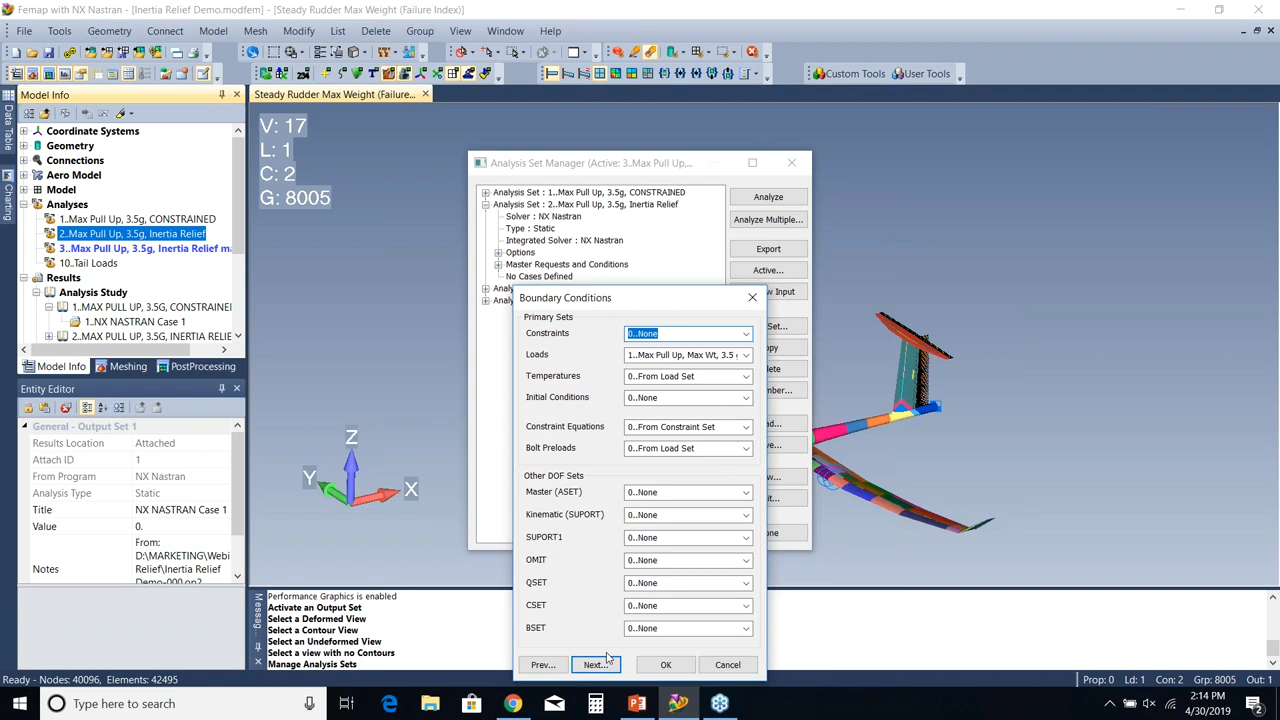 Femap with NX Nastran - [Inertia Relief Demo.modfem] - [Steady Rudder Max Weight (Failure Index)]
File Tools Geometry Connect Model Mesh Modify List Delete Group View Window Help
Custom Tools User Tools
Model Info
Steady Rudder Max Weight (Failure...
Data Table
Charting
Coordinate Systems
Geometry
Connections
Aero Model
Model
Analyses
1..Max Pull Up, 3.5g, CONSTRAINED
2..Max Pull Up, 3.5g, Inertia Relief
3..Max Pull Up, 3.5g, Inertia Relief m
10..Tail Loads
Results
Analysis Study
1..MAX PULL UP, 3.5G, CONSTRAINE
1..NX NASTRAN Case 1
2..MAX PULL UP, 3.5G, INERTIA RELIE
Model Info Meshing PostProcessing
V: 17
L: 1
C: 2
G: 8005
Z
Y X
Entity Editor
General - Output Set 1
Results Location Attached
Attach ID 1
From Program NX Nastran
Analysis Type Static
Title NX NASTRAN Case 1
Value 0.
From:
D:\MARKETING\Webi
Notes Relief\Inertia Relief
Demo-000.op2
Analysis Set Manager (Active: 3..Max Pull Up,...
Analysis Set : 1..Max Pull Up, 3.5g, CONSTRAINED
Analysis Set : 2..Max Pull Up, 3.5g, Inertia Relief
Solver : NX Nastran
Type : Static
Integrated Solver : NX Nastran
Options
Master Requests and Conditions
No Cases Defined
Analyze
Analyze Multiple...
Export
Active...
Boundary Conditions
Primary Sets
Constraints 0..None
Loads 1..Max Pull Up, Max Wt, 3.5
Temperatures 0..From Load Set
Initial Conditions 0..None
Constraint Equations 0..From Constraint Set
Bolt Preloads 0..From Load Set
Other DOF Sets
Master (ASET) 0..None
Kinematic (SUPORT) 0..None
SUPORT1 0..None
OMIT 0..None
QSET 0..None
CSET 0..None
BSET 0..None
Prev... Next... OK Cancel
Messag
Performance Graphics is enabled
Activate an Output Set
Select a Deformed View
Select a Contour View
Select an Undeformed View
Select a view with no Contours
Manage Analysis Sets
Ready - Nodes: 40096, Elements: 42495
Prop: 0 Ld: 1 Con: 2 Grp: 8005 Out: 1
Type here to search
2:14 PM
4/30/2019